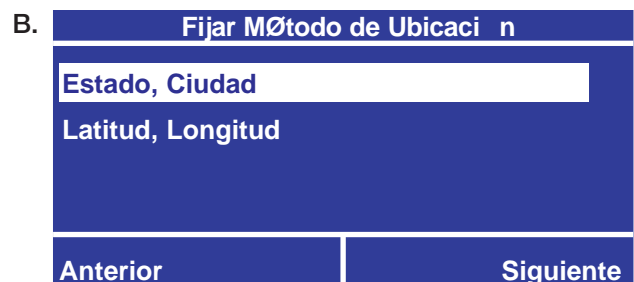 B. Fijar MØtodo de Ubicaci n
Estado, Ciudad
Latitud, Longitud
Anterior Siguiente